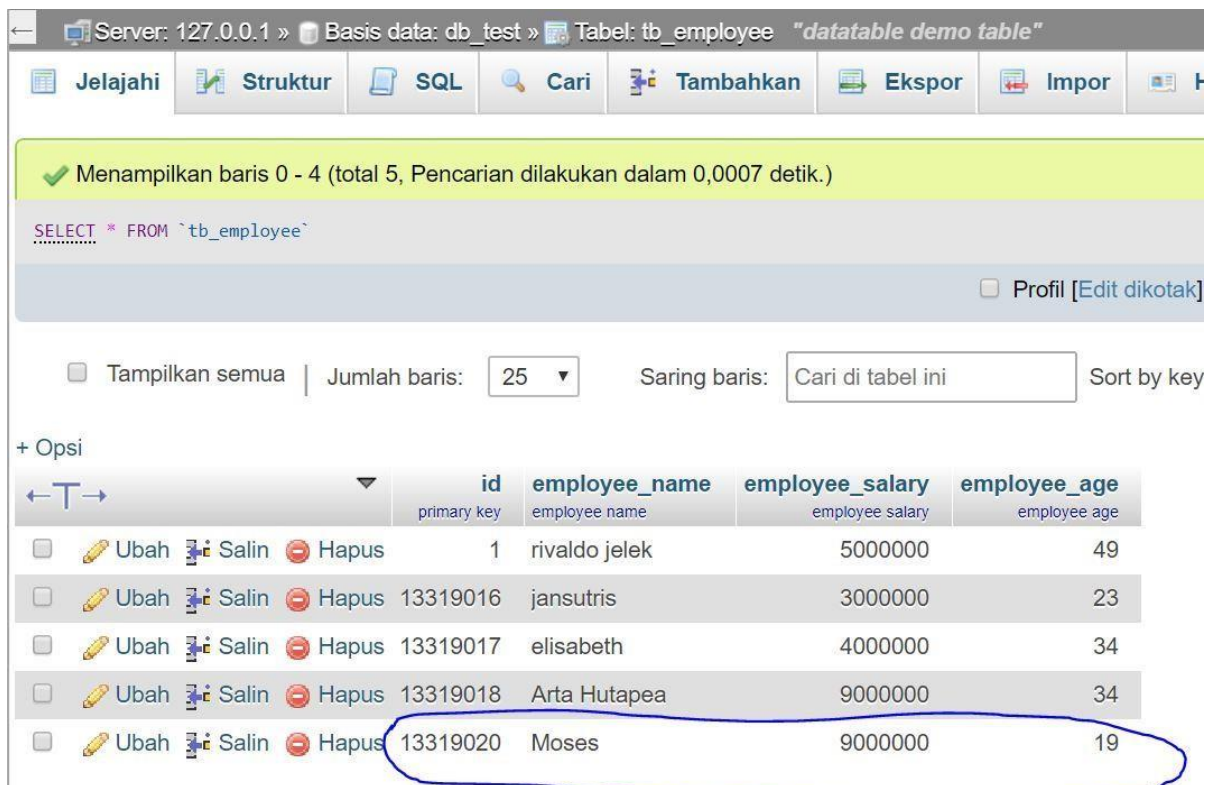 ← Server: 127.0.0.1 » Basis data: db_test » Tabel: tb_employee "datatable demo table"
Jelajahi Struktur SQL Cari Tambahkan Ekspor Impor
Menampilkan baris 0 - 4 (total 5, Pencarian dilakukan dalam 0,0007 detik.)
SELECT * FROM `tb_employee`
Profil [Edit dikotak]
Tampilkan semua | Jumlah baris: 25 Saring baris: Cari di tabel ini Sort by key
+ Opsi
←T→ id employee_name employee_salary employee_age
primary key employee name employee salary employee age
Ubah Salin Hapus 1 rivaldo jelek 5000000 49
Ubah Salin Hapus 13319016 jansutris 3000000 23
Ubah Salin Hapus 13319017 elisabeth 4000000 34
Ubah Salin Hapus 13319018 Arta Hutapea 9000000 34
Ubah Salin Hapus 13319020 Moses 9000000 19